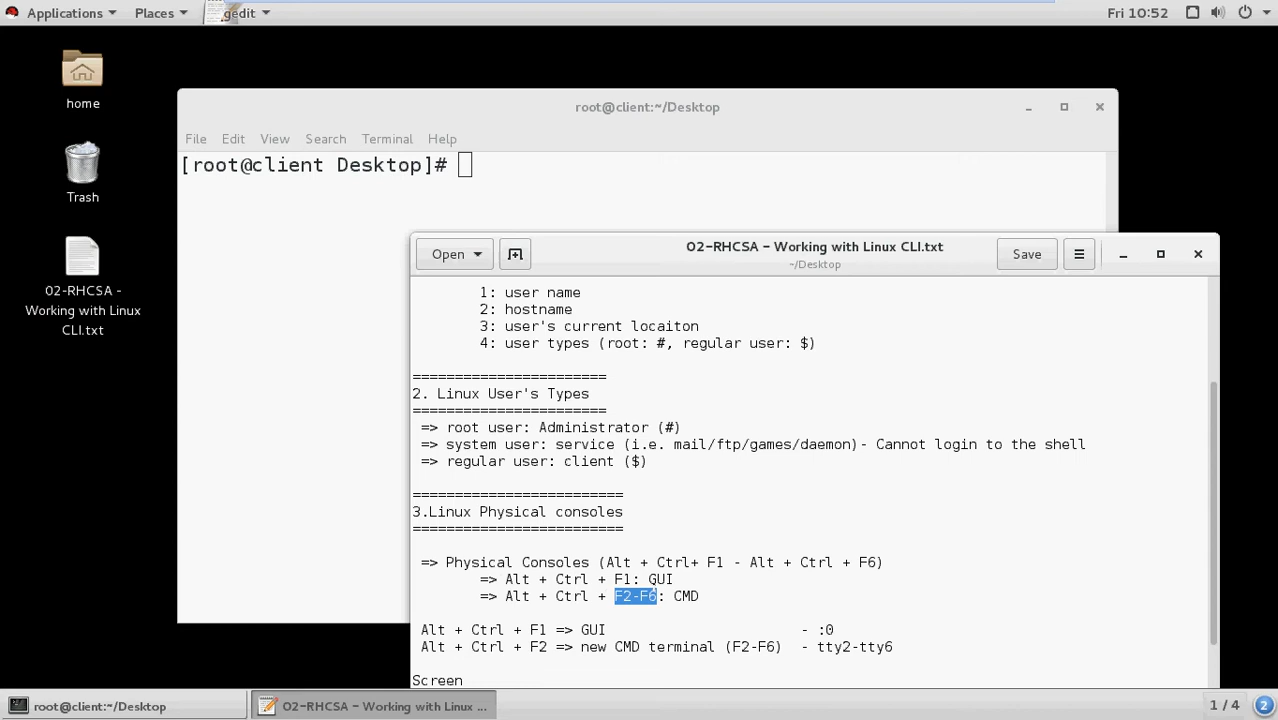 Applications Places gedit Fri 10:52
home
Trash
02-RHCSA -
Working with Linux
CLI.txt
root@client:~/Desktop
File Edit View Search Terminal Help
[root@client Desktop]#
Open 02-RHCSA - Working with Linux CLI.txt Save
~/Desktop
1: user name
2: hostname
3: user's current locaiton
4: user types (root: #, regular user: $)
=======================
2. Linux User's Types
=======================
=> root user: Administrator (#)
=> system user: service (i.e. mail/ftp/games/daemon)- Cannot login to the shell
=> regular user: client ($)
=========================
3.Linux Physical consoles
=========================
=> Physical Consoles (Alt + Ctrl+ F1 - Alt + Ctrl + F6)
=> Alt + Ctrl + F1: GUI
=> Alt + Ctrl + F2-F6: CMD
Alt + Ctrl + F1 => GUI - :0
Alt + Ctrl + F2 => new CMD terminal (F2-F6) - tty2-tty6
Screen
root@client:~/Desktop 02-RHCSA - Working with Linux ... 1 / 4 2